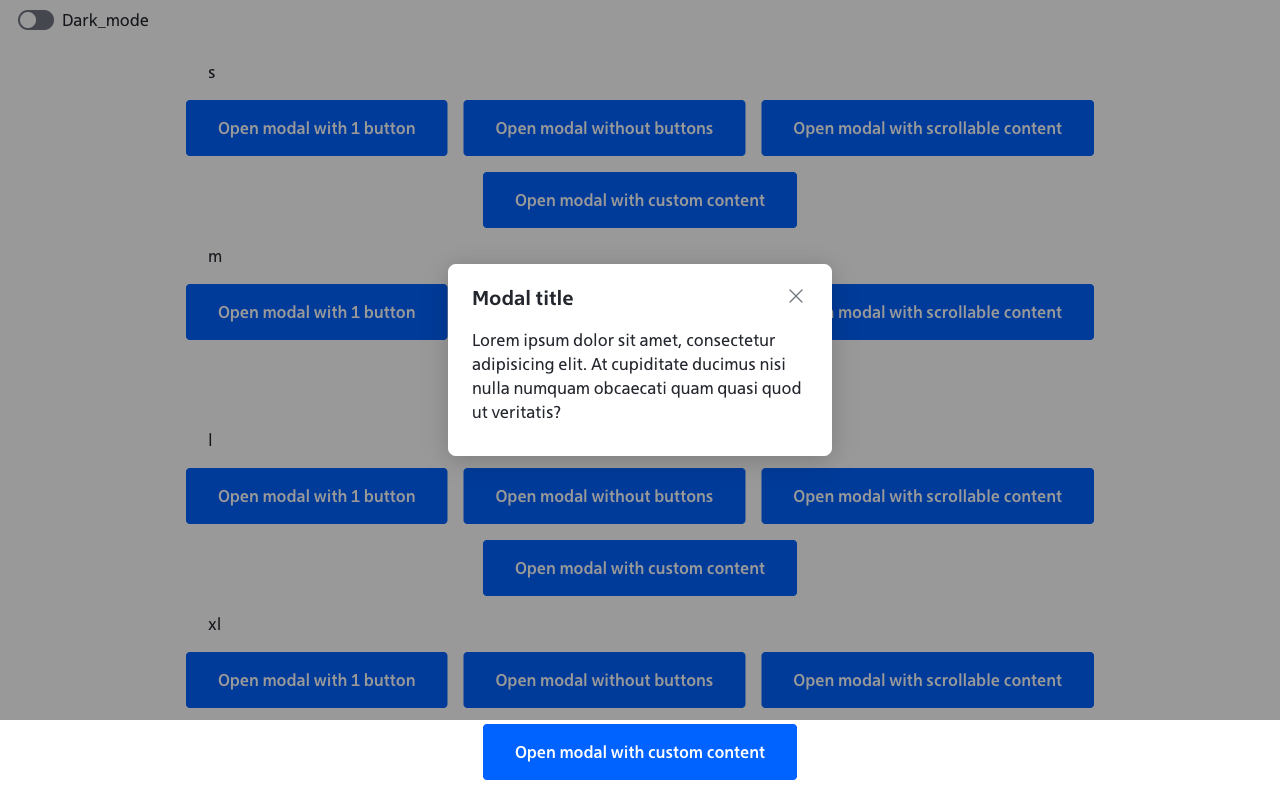 Dark_mode
s
Open modal with 1 button
Open modal without buttons
Open modal with scrollable content
Open modal with custom content
m
Open modal with 1 button
modal with scrollable content
Modal title
Lorem ipsum dolor sit amet, consectetur
adipisicing elit. At cupiditate ducimus nisi
nulla numquam obcaecati quam quasi quod
ut veritatis?
l
Open modal with 1 button
Open modal without buttons
Open modal with scrollable content
Open modal with custom content
xl
Open modal with 1 button
Open modal without buttons
Open modal with scrollable content
Open modal with custom content